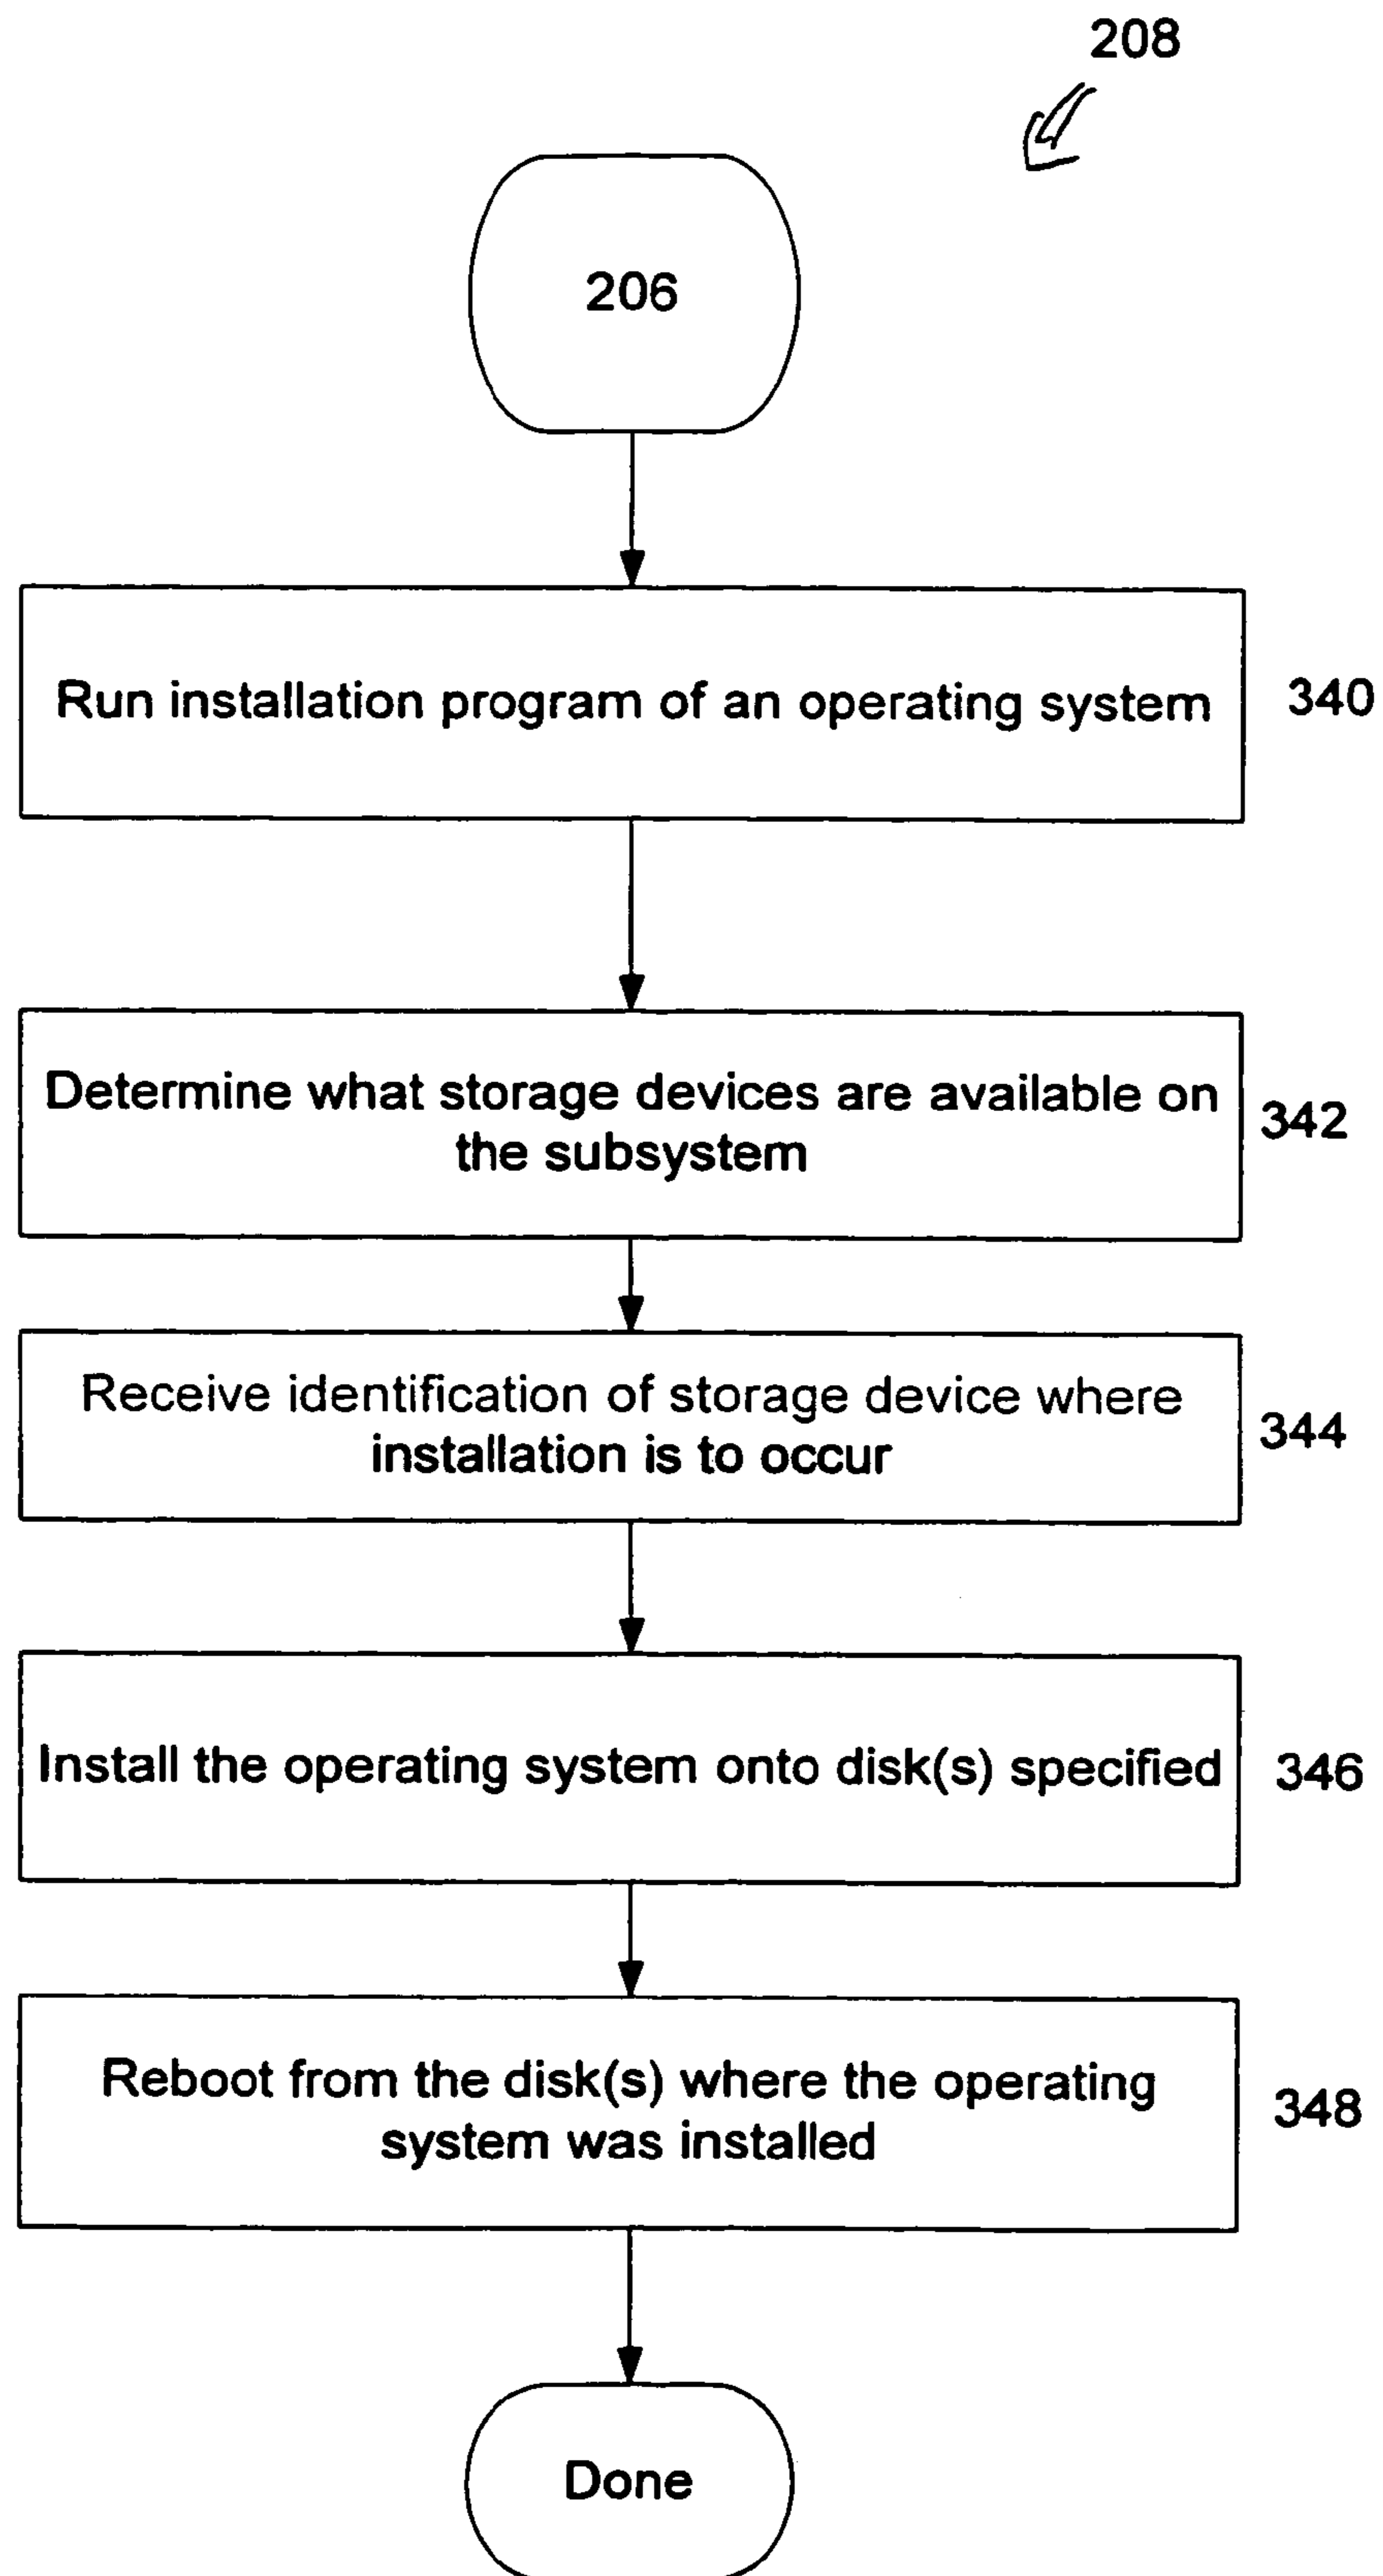 208
206
Run installation program of an operating system
340
Determine what storage devices are available on
the subsystem
342
Receive identification of storage device where
installation is to occur
344
Install the operating system onto disk(s) specified
346
Reboot from the disk(s) where the operating
system was installed
348
Done